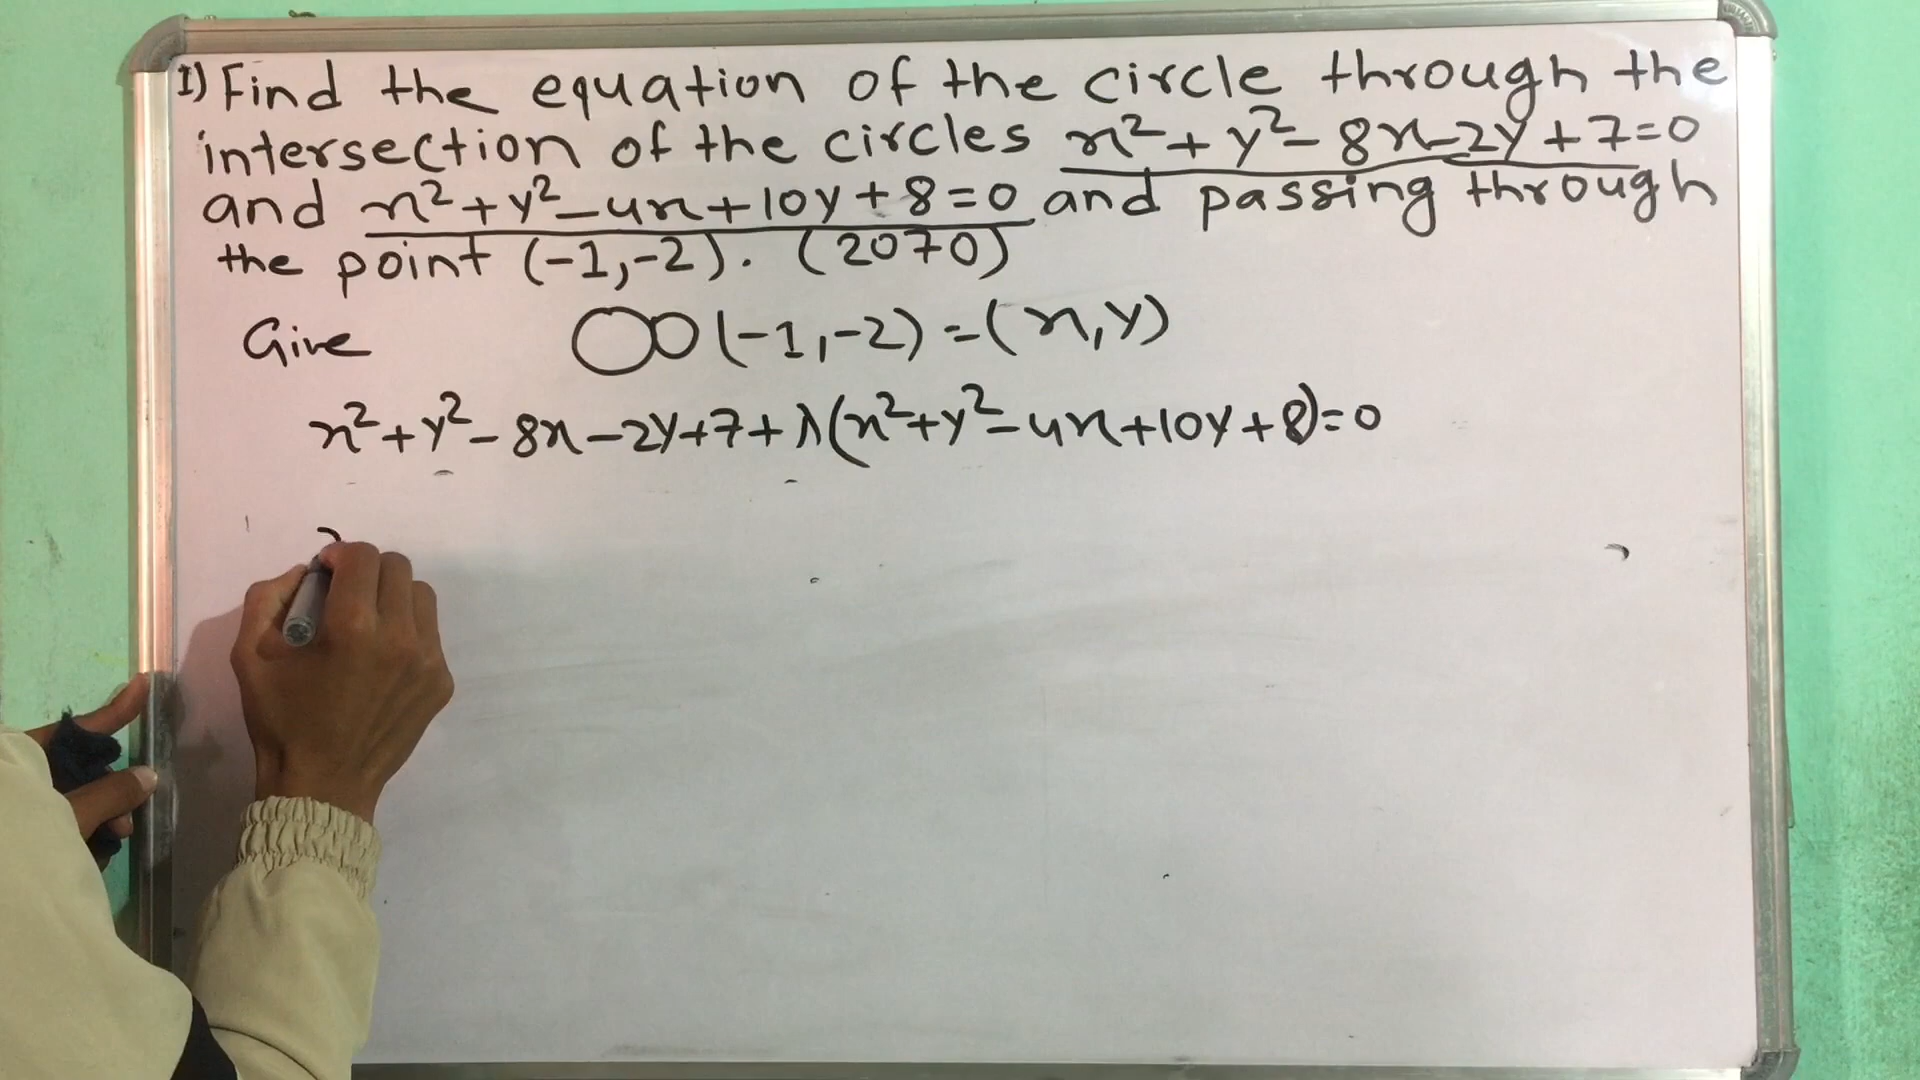 I) Find the equation of the circle through the
intersection of the circles x²+y²-8x-2y+7=0
and x²+y²-4x+10y+8=0 and passing through
the point (-1,-2). (2070)
Give (-1,-2)=(x,y)
x²+y²-8x-2y+7+λ(x²+y²-4x+10y+8)=0